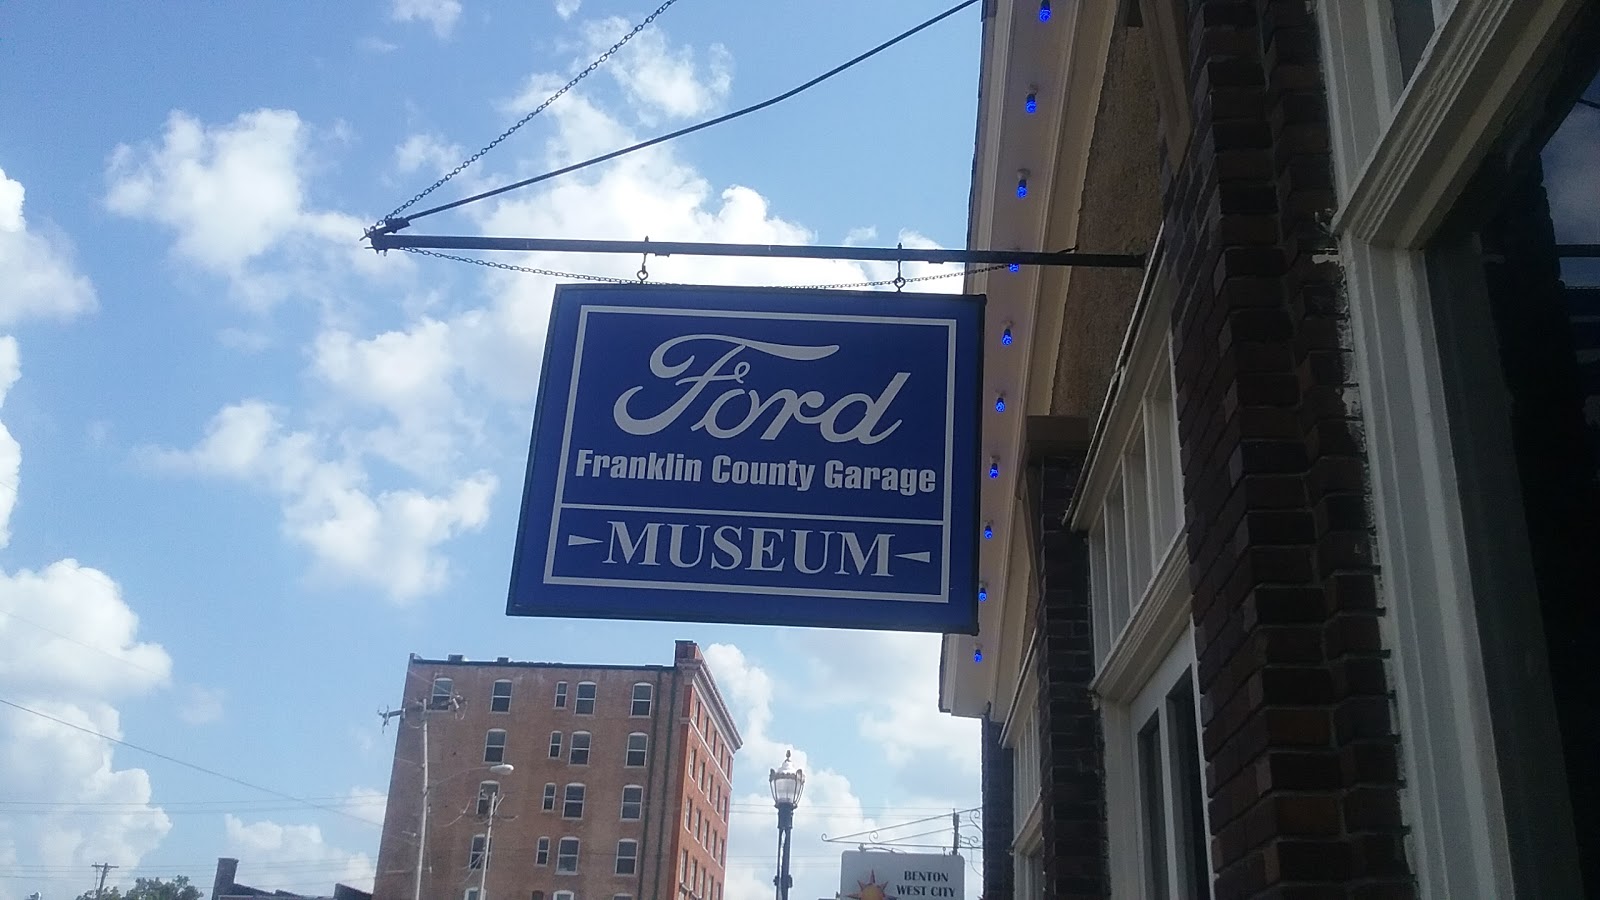 Ford
Franklin County Garage
MUSEUM
BENTON
WEST CITY